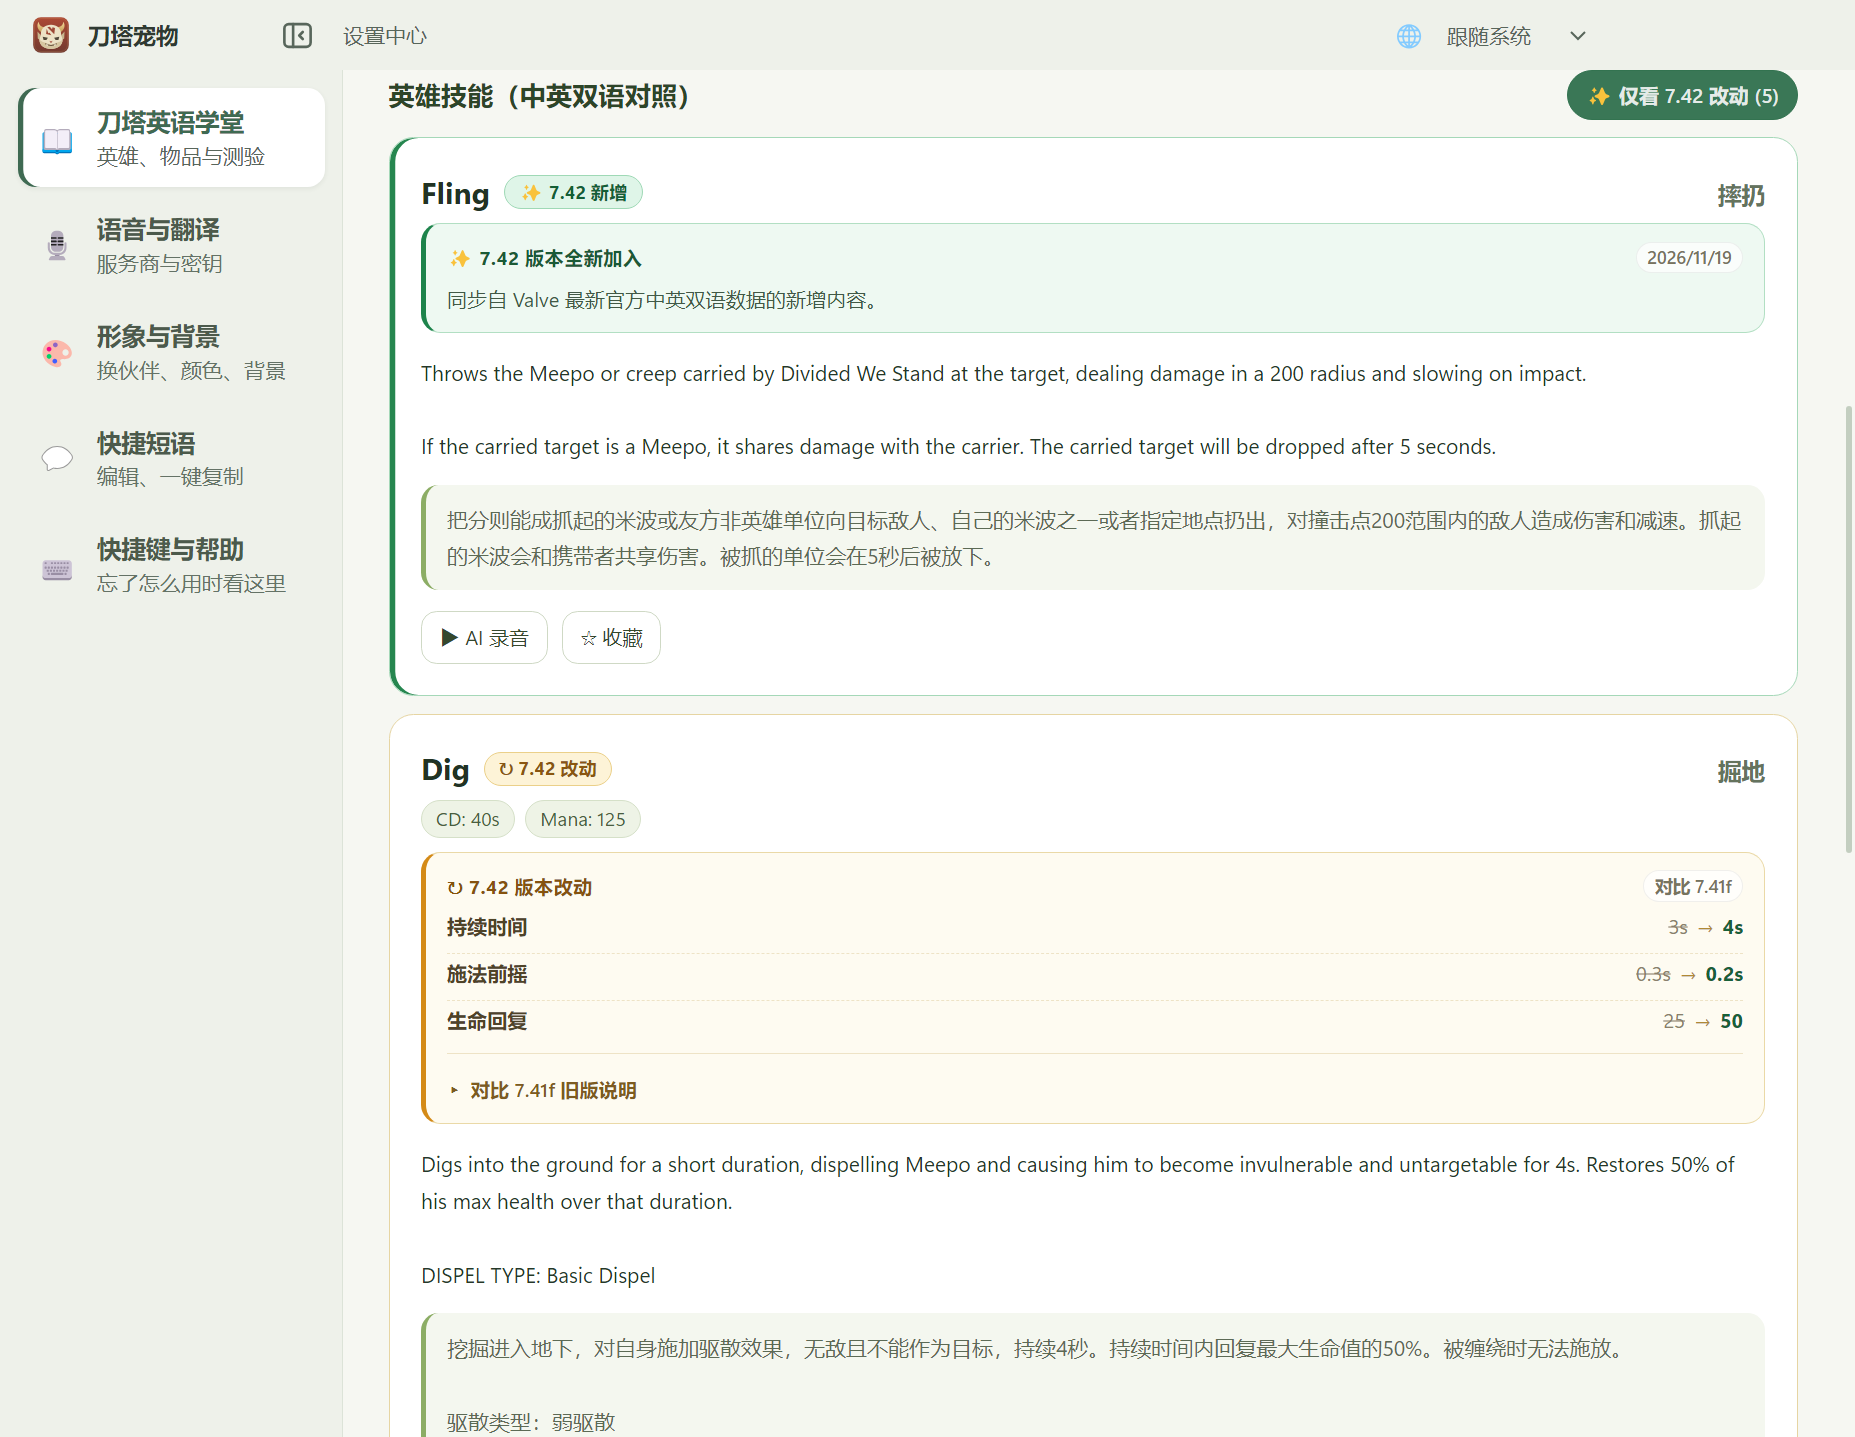 刀塔宠物
设置中心
跟随系统
刀塔英语学堂
英雄、物品与测验
语音与翻译
服务商与密钥
形象与背景
换伙伴、颜色、背景
快捷短语
编辑、一键复制
快捷键与帮助
忘了怎么用时看这里
英雄技能（中英双语对照）
✨ 仅看 7.42 改动 (5)
Fling ✨ 7.42 新增
摔扔
✨ 7.42 版本全新加入
2026/11/19
同步自 Valve 最新官方中英双语数据的新增内容。
Throws the Meepo or creep carried by Divided We Stand at the target, dealing damage in a 200 radius and slowing on impact.
If the carried target is a Meepo, it shares damage with the carrier. The carried target will be dropped after 5 seconds.
把分则能成抓起的米波或友方非英雄单位向目标敌人、自己的米波之一或者指定地点扔出，对撞击点200范围内的敌人造成伤害和减速。抓起
的米波会和携带者共享伤害。被抓的单位会在5秒后被放下。
▶ AI 录音
☆ 收藏
Dig ↻ 7.42 改动
掘地
CD: 40s
Mana: 125
↻ 7.42 版本改动
对比 7.41f
持续时间
3s → 4s
施法前摇
0.3s → 0.2s
生命回复
25 → 50
▸ 对比 7.41f 旧版说明
Digs into the ground for a short duration, dispelling Meepo and causing him to become invulnerable and untargetable for 4s. Restores 50% of
his max health over that duration.
DISPEL TYPE: Basic Dispel
挖掘进入地下，对自身施加驱散效果，无敌且不能作为目标，持续4秒。持续时间内回复最大生命值的50%。被缠绕时无法施放。
驱散类型：弱驱散